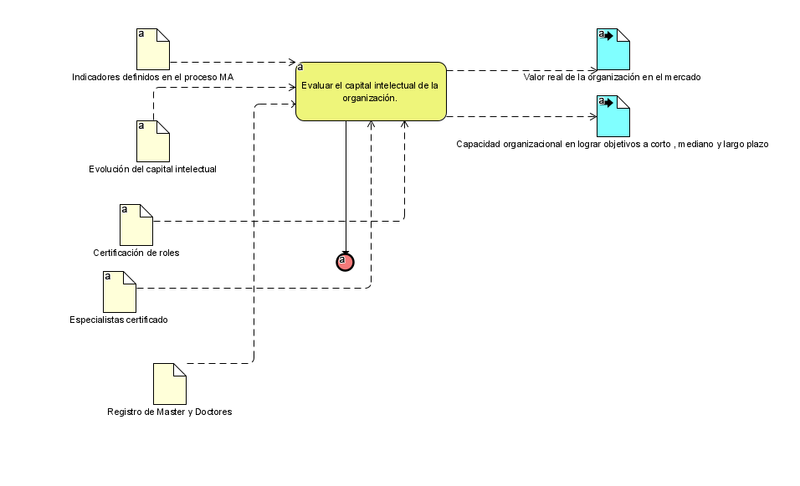 a
Indicadores definidos en el proceso MA
a
Evaluar el capital intelectual de la
organización.
a
Valor real de la organización en el mercado
a
Capacidad organizacional en lograr objetivos a corto , mediano y largo plazo
a
Evolución del capital intelectual
a
Certificación de roles
a
a
Especialistas certificado
Registro de Master y Doctores